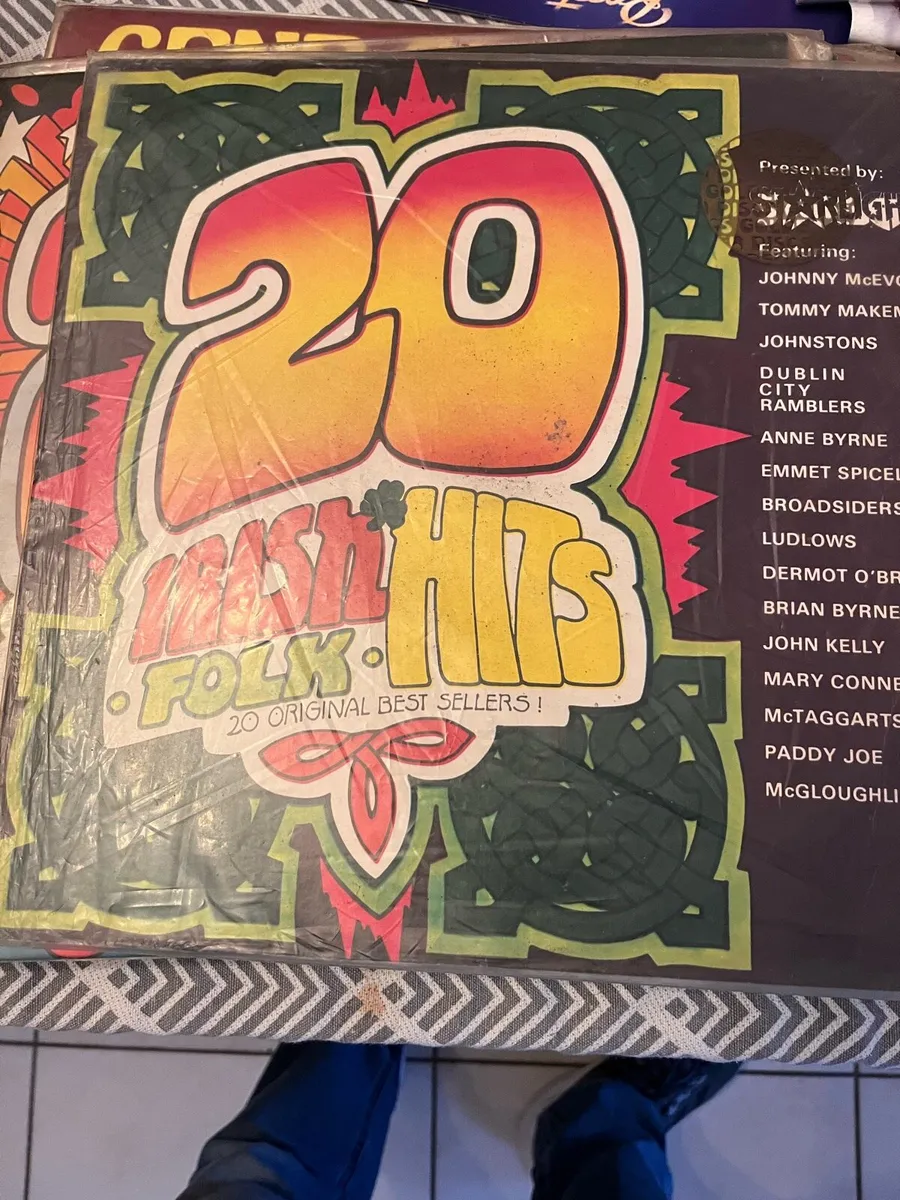 20
IRISH HITS
FOLK
20 ORIGINAL BEST SELLERS !
Presented by:
Featuring:
JOHNNY McEVO
TOMMY MAKEM
JOHNSTONS
DUBLIN
CITY
RAMBLERS
ANNE BYRNE
EMMET SPICEL
BROADSIDERS
LUDLOWS
DERMOT O'BR
BRIAN BYRNE
JOHN KELLY
MARY CONNE
McTAGGARTS
PADDY JOE
McGLOUGHLI